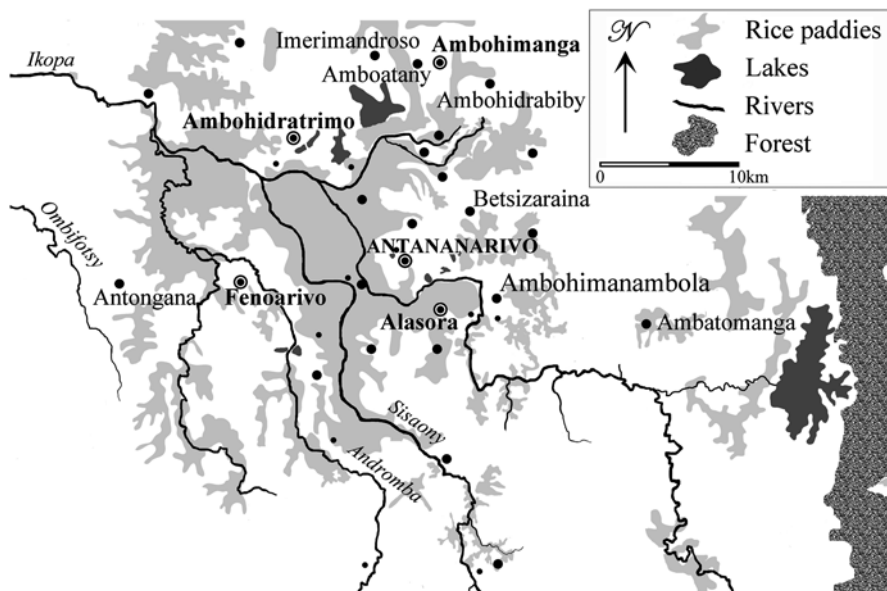 N
Rice paddies
Lakes
Rivers
Forest
0
10km
Imerimandroso
Ambohimanga
Ikopa
Amboatany
Ambohidrabiby
Ambohidratrimo
Betsizaraina
Ombifotsy
ANTANANARIVO
Antongana
Fenoarivo
Ambohimanambola
Alasora
Ambatomanga
Sisaony
Andromba